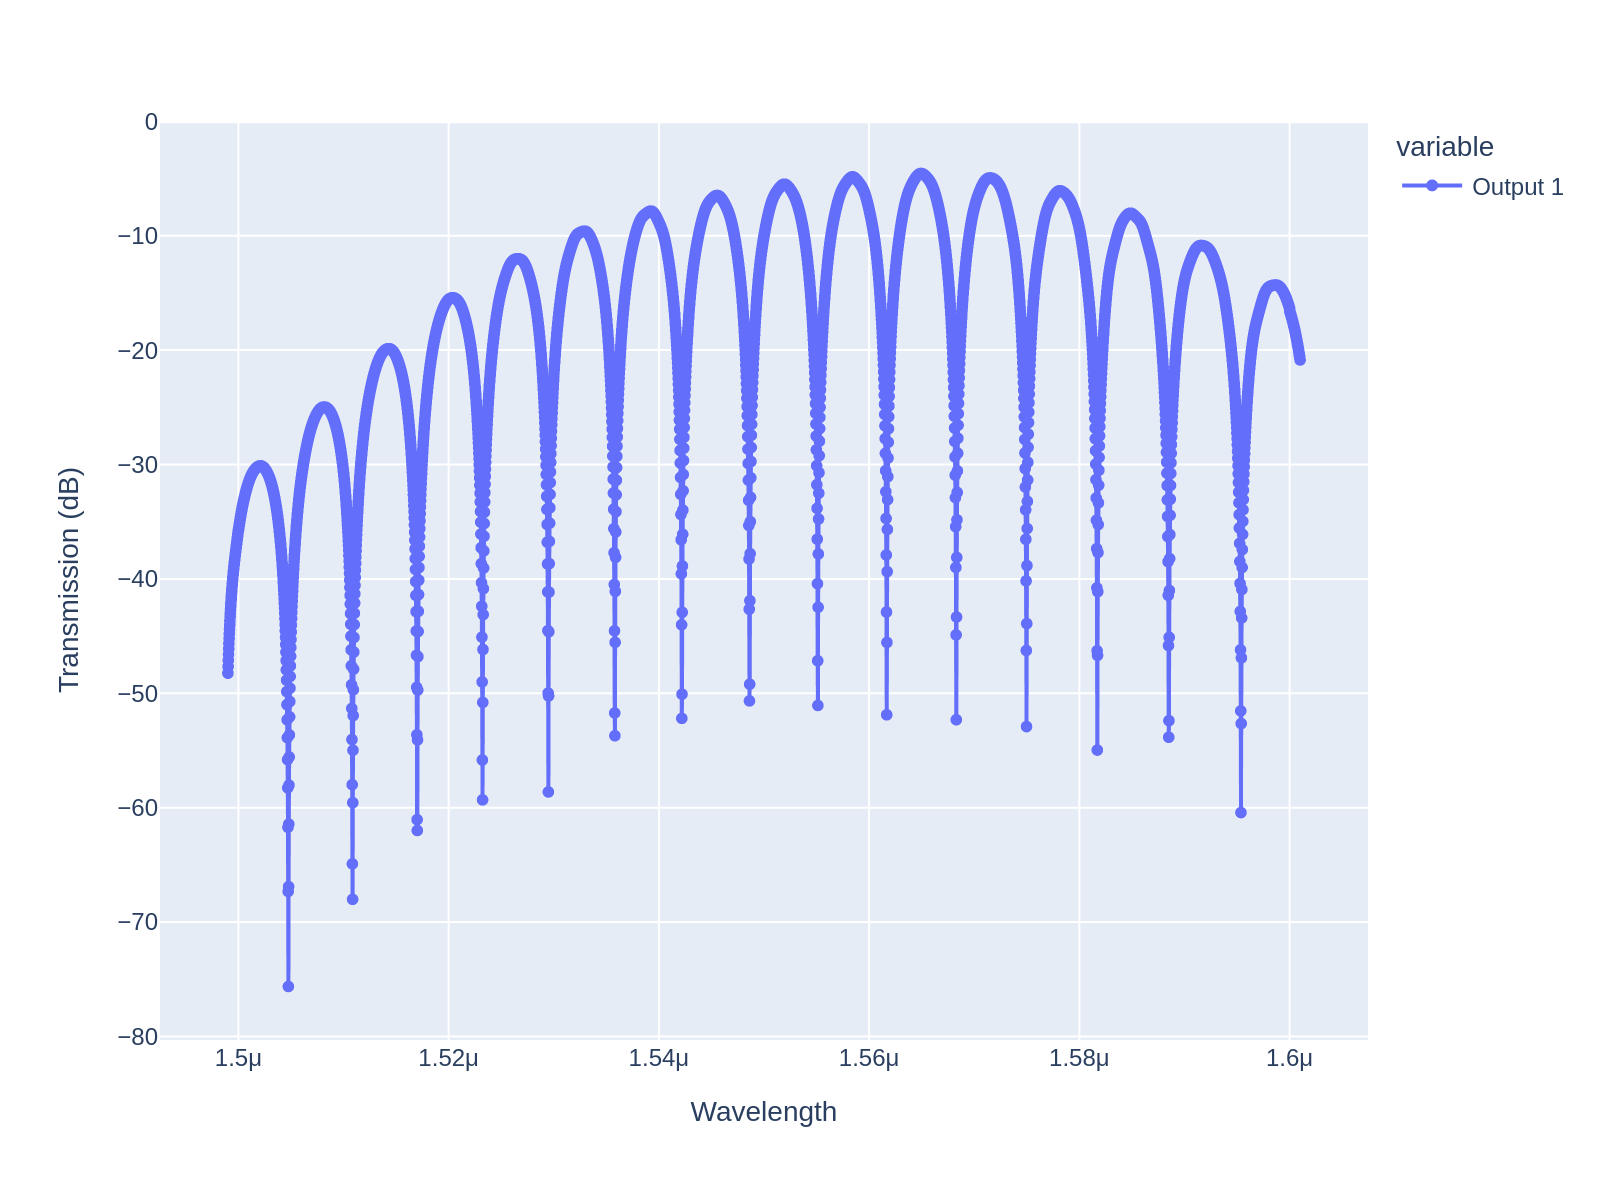 0
−10
−20
−30
−40
−50
−60
−70
−80
1.5μ
1.52μ
1.54μ
1.56μ
1.58μ
1.6μ
Wavelength
Transmission (dB)
variable
Output 1